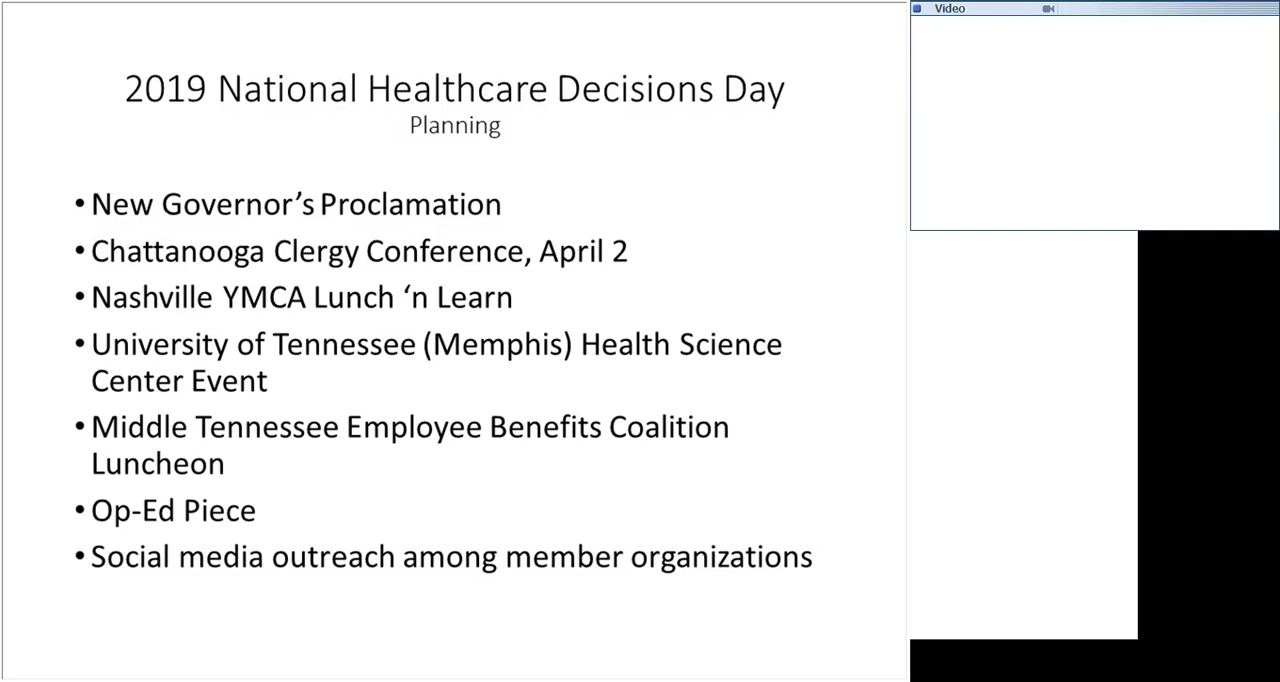 2019 National Healthcare Decisions Day
Planning
• New Governor’s Proclamation
• Chattanooga Clergy Conference, April 2
• Nashville YMCA Lunch ‘n Learn
• University of Tennessee (Memphis) Health Science
Center Event
• Middle Tennessee Employee Benefits Coalition
Luncheon
• Op-Ed Piece
• Social media outreach among member organizations
Video